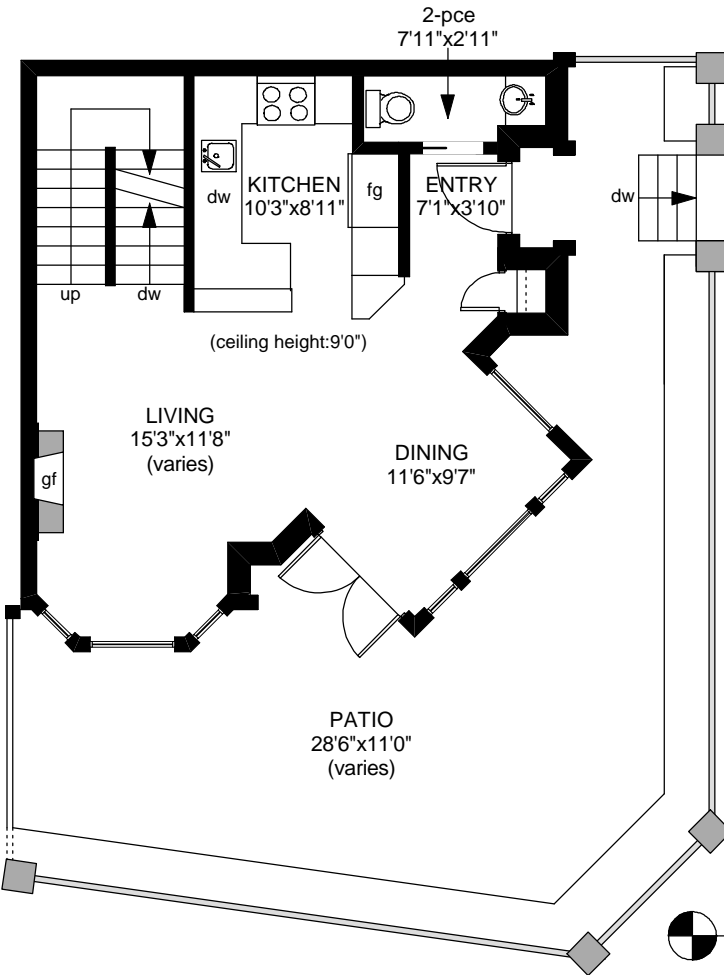 2-pce
7'11"x2'11"
KITCHEN
10'3"x8'11"
dw
fg
ENTRY
7'1"x3'10"
dw
up
dw
(ceiling height:9'0")
LIVING
15'3"x11'8"
(varies)
DINING
11'6"x9'7"
gf
PATIO
28'6"x11'0"
(varies)